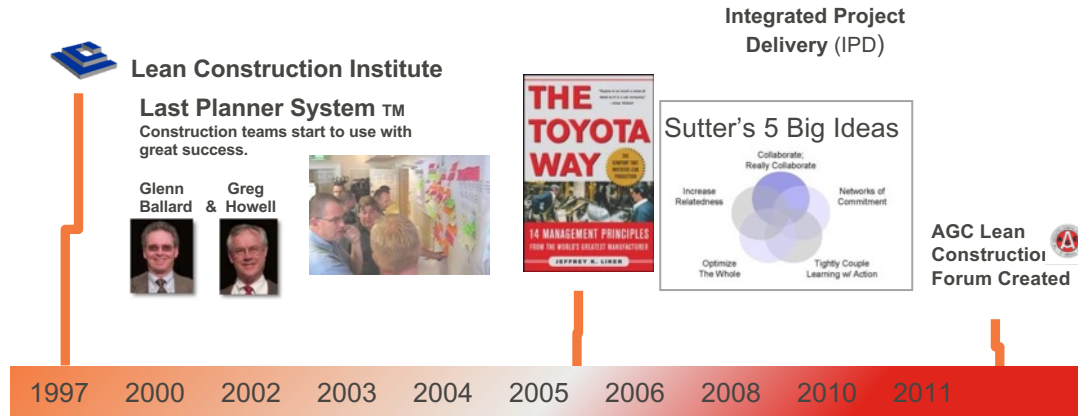 Integrated Project
Delivery (IPD)
Lean Construction Institute
Last Planner System TM
Construction teams start to use with
great success.
Glenn
Ballard
&
Greg
Howell
THE
TOYOTA
WAY
14 MANAGEMENT PRINCIPLES
FROM THE WORLD'S GREATEST MANUFACTURER
JEFFREY K. LIKER
Sutter's 5 Big Ideas
Collaborate;
Really Collaborate
Increase
Relatedness
Networks of
Commitment
Optimize
The Whole
Tightly Couple
Learning w/ Action
AGC Lean
Construction
Forum Created
1997 2000 2002 2003 2004 2005 2006 2008 2010 2011